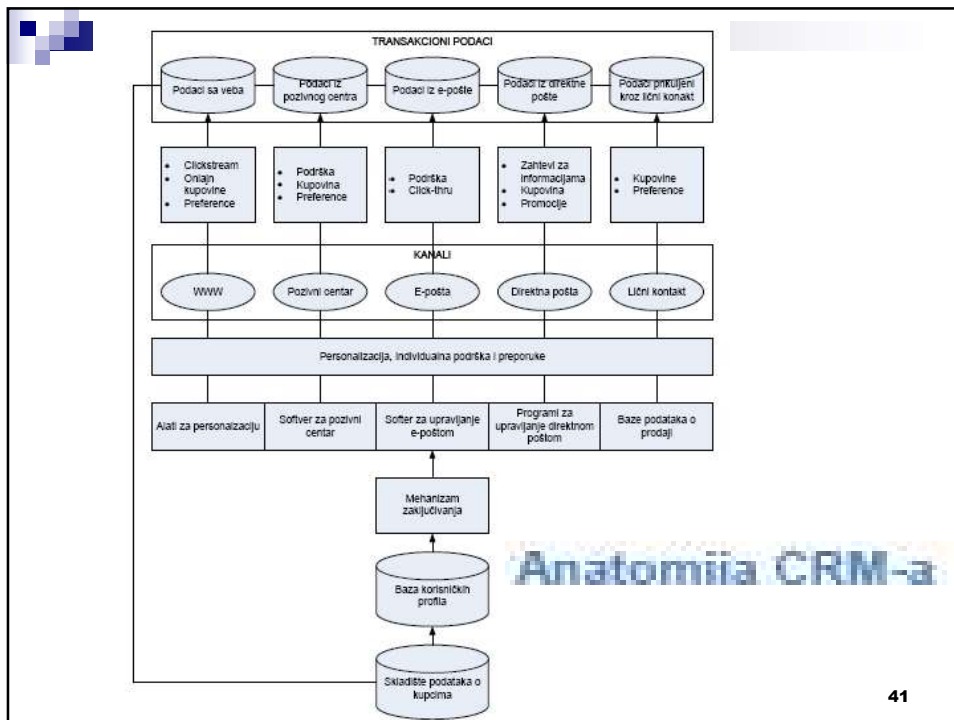 TRANSAKCIONI PODACI
Podaci sa veba
Podaci iz
pozivnog centra
Podaci iz e-pošte
Podaci iz direktne
pošte
Podaci prikuljeni
kroz lični konakt
• Clickstream
• Onlajn
kupovine
• Preference
• Podrška
• Kupovina
• Preference
• Podrška
• Click-thru
• Zahtevi za
informacijama
• Kupovina
• Promocije
• Kupovine
• Preference
KANALI
WWW
Pozivni centar
E-pošta
Direktna pošta
Lični kontakt
Personalizacija, individualna podrška i preporuke
Alati za personalzaciju
Softver za pozivni
centar
Softer za upravljanje
e-poštom
Programi za
upravljanje direktnom
poštom
Baze podataka o
prodaji
Mehanizam
zaključivanja
Baza korisničkih
profila
Anatomija CRM-a
Skladište podataka o
kupcima
41